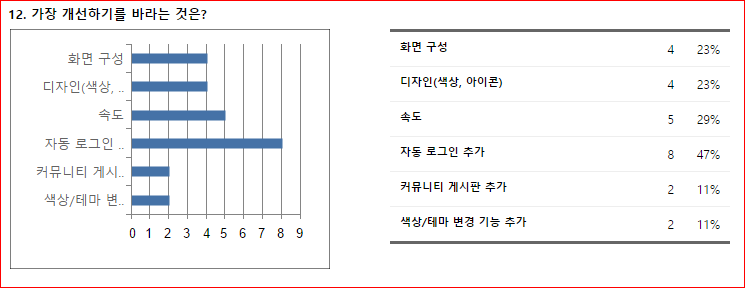 12. 가장 개선하기를 바라는 것은?
화면 구성
디자인(색상, ..
속도
자동 로그인 ..
커뮤니티 게시..
색상/테마 변..
0 1 2 3 4 5 6 7 8 9
화면 구성 4 23%
디자인(색상, 아이콘) 4 23%
속도 5 29%
자동 로그인 추가 8 47%
커뮤니티 게시판 추가 2 11%
색상/테마 변경 기능 추가 2 11%